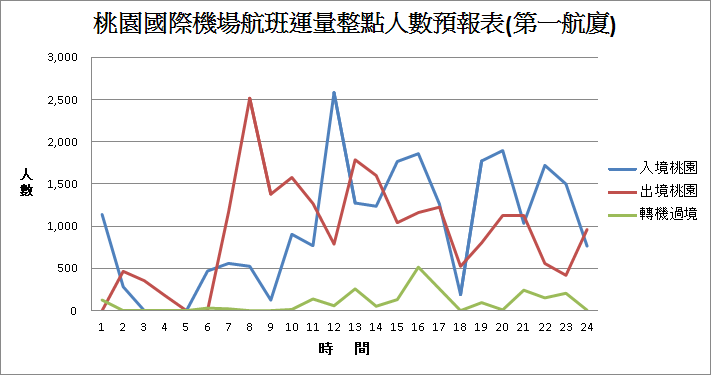 桃園國際機場航班運量整點人數預報表(第一航廈)
3,000
2,500
2,000
1,500
1,000
500
0
人數
1 2 3 4 5 6 7 8 9 10 11 12 13 14 15 16 17 18 19 20 21 22 23 24
時 間
入境桃園
出境桃園
轉機過境